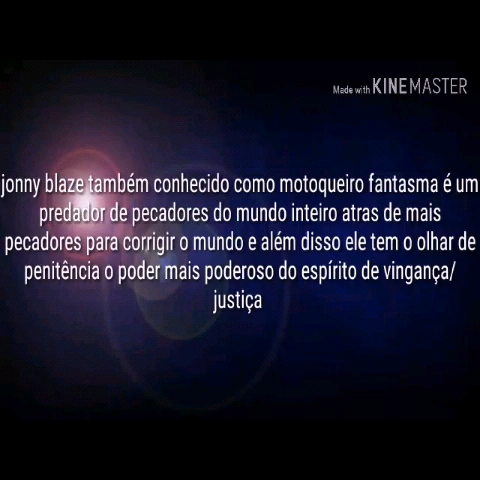 Made with KINEMASTER
jonny blaze também conhecido como motoqueiro fantasma é um
predador de pecadores do mundo inteiro atras de mais
pecadores para corrigir o mundo e além disso ele tem o olhar de
penitência o poder mais poderoso do espírito de vingança/
justiça